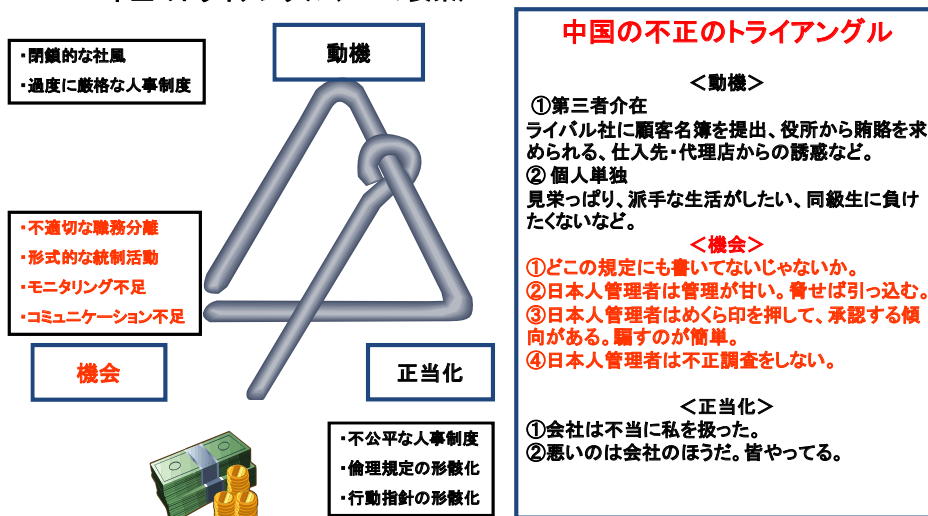 動機
・閉鎖的な社風
・過度に厳格な人事制度
・不適切な職務分離
・形式的な統制活動
・モニタリング不足
・コミュニケーション不足
機会
正当化
・不公平な人事制度
・倫理規定の形骸化
・行動指針の形骸化
中国の不正のトライアングル
＜動機＞
①第三者介在
ライバル社に顧客名簿を提出、役所から賄賂を求
められる、仕入先・代理店からの誘惑など。
② 個人単独
見栄っぱり、派手な生活がしたい、同級生に負け
たくないなど。
＜機会＞
①どこの規定にも書いてないじゃないか。
②日本人管理者は管理が甘い。脅せば引っ込む。
③日本人管理者はめくら印を押して、承認する傾
向がある。騙すのが簡単。
④日本人管理者は不正調査をしない。
＜正当化＞
①会社は不当に私を扱った。
②悪いのは会社のほうだ。皆やってる。